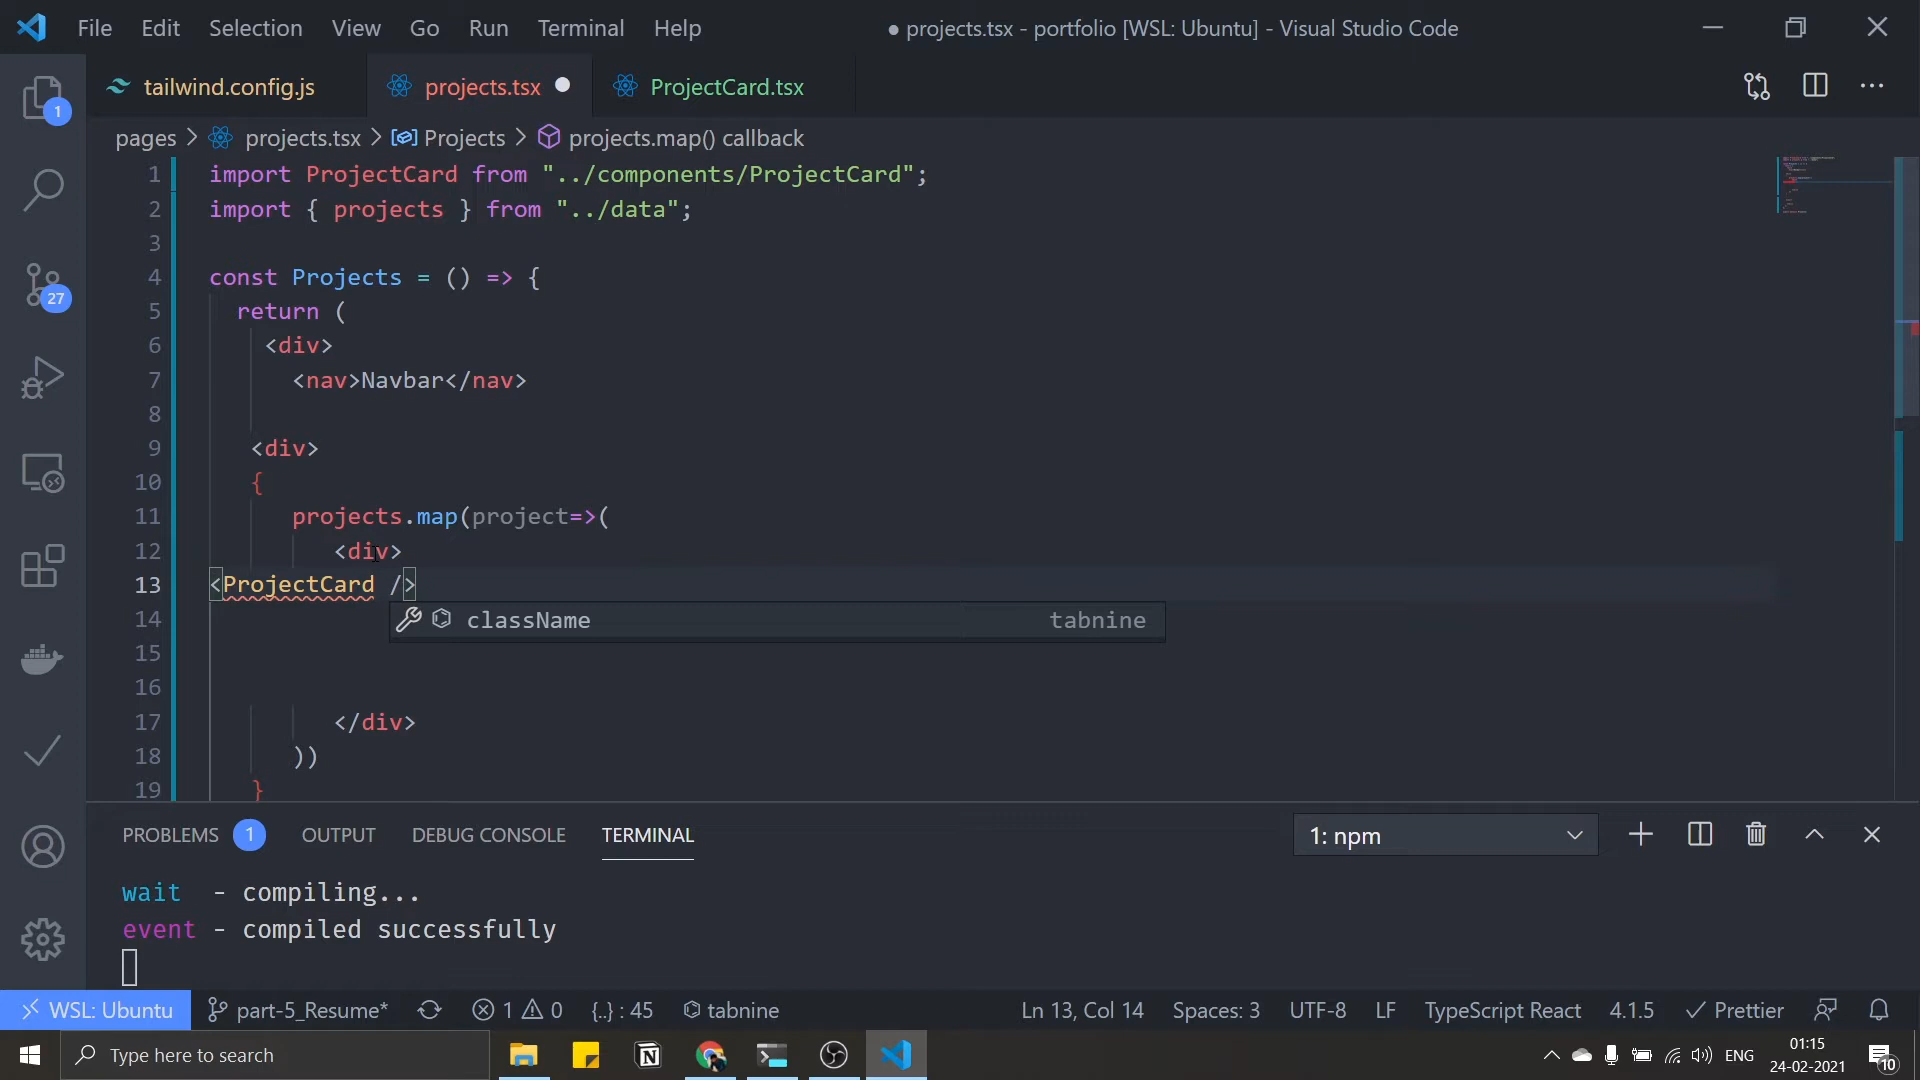 File Edit Selection View Go Run Terminal Help ● projects.tsx - portfolio [WSL: Ubuntu] - Visual Studio Code
tailwind.config.js projects.tsx ProjectCard.tsx
pages > projects.tsx > Projects > projects.map() callback
1 import ProjectCard from "../components/ProjectCard";
2 import { projects } from "../data";
3
4 const Projects = () => {
5 return (
6 <div>
7 <nav>Navbar</nav>
8
9 <div>
10 {
11 projects.map(project=>(
12 <div>
13 <ProjectCard />
14 className tabnine
15
16
17 </div>
18 ))
19 }
PROBLEMS 1 OUTPUT DEBUG CONSOLE TERMINAL 1: npm
wait - compiling...
event - compiled successfully
WSL: Ubuntu part-5_Resume* 1 0 {..} : 45 tabnine Ln 13, Col 14 Spaces: 3 UTF-8 LF TypeScript React 4.1.5 Prettier
Type here to search ENG 01:15
24-02-2021 10
1
27